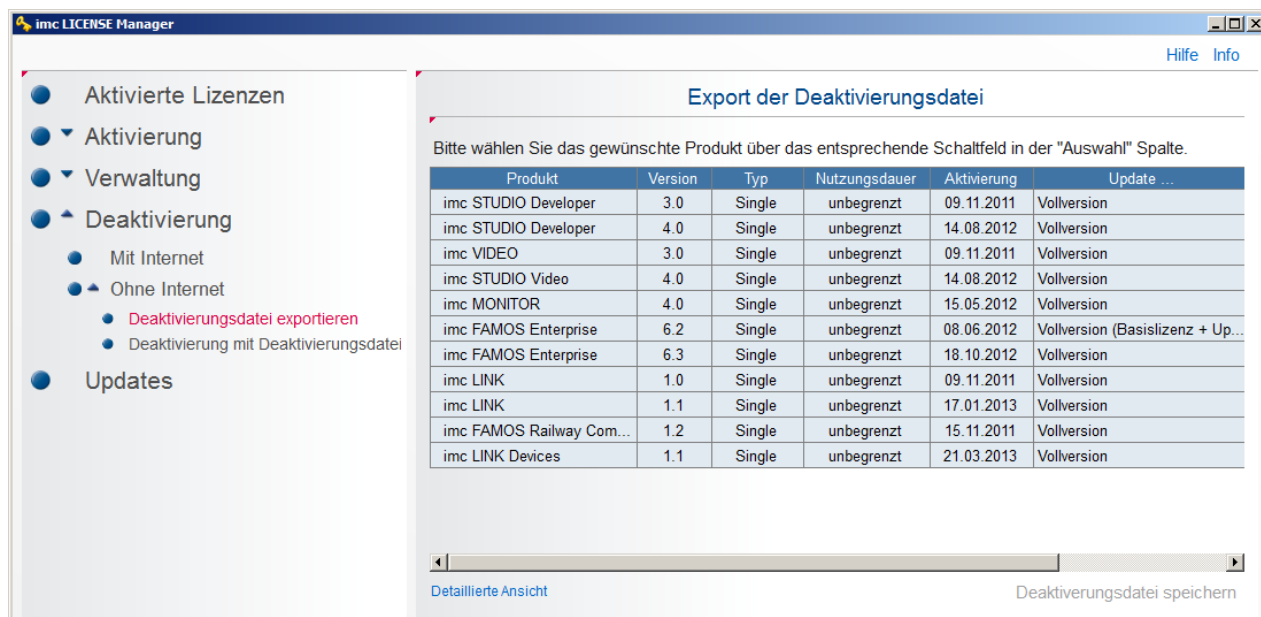 imc LICENSE Manager
Hilfe Info
Aktivierte Lizenzen
Aktivierung
Verwaltung
Deaktivierung
Mit Internet
Ohne Internet
Deaktivierungsdatei exportieren
Deaktivierung mit Deaktivierungsdatei
Updates
Export der Deaktivierungsdatei
Bitte wählen Sie das gewünschte Produkt über das entsprechende Schaltfeld in der "Auswahl" Spalte.
Produkt Version Typ Nutzungsdauer Aktivierung Update ...
imc STUDIO Developer 3.0 Single unbegrenzt 09.11.2011 Vollversion
imc STUDIO Developer 4.0 Single unbegrenzt 14.08.2012 Vollversion
imc VIDEO 3.0 Single unbegrenzt 09.11.2011 Vollversion
imc STUDIO Video 4.0 Single unbegrenzt 14.08.2012 Vollversion
imc MONITOR 4.0 Single unbegrenzt 15.05.2012 Vollversion
imc FAMOS Enterprise 6.2 Single unbegrenzt 08.06.2012 Vollversion (Basislizenz + Up...
imc FAMOS Enterprise 6.3 Single unbegrenzt 18.10.2012 Vollversion
imc LINK 1.0 Single unbegrenzt 09.11.2011 Vollversion
imc LINK 1.1 Single unbegrenzt 17.01.2013 Vollversion
imc FAMOS Railway Com... 1.2 Single unbegrenzt 15.11.2011 Vollversion
imc LINK Devices 1.1 Single unbegrenzt 21.03.2013 Vollversion
Detaillierte Ansicht
Deaktiverungsdatei speichern